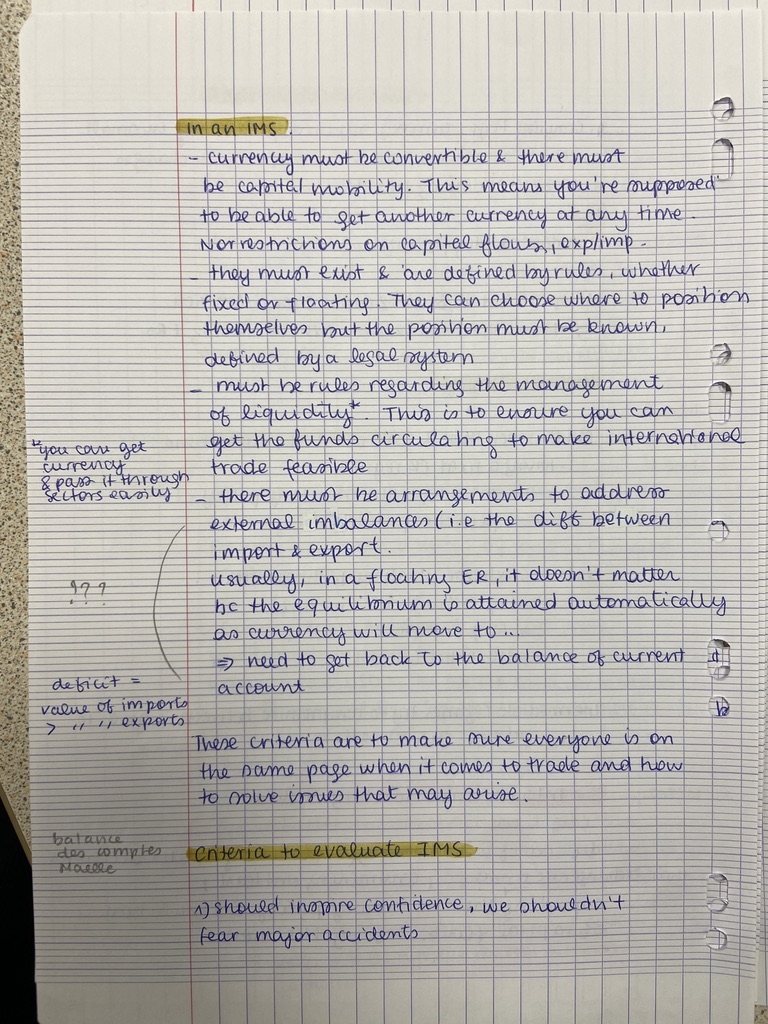 In an IMS.
- currency must be convertible & there must
be capital mobility. This means you're supposed
to be able to get another currency at any time.
No restrictions on capital flows, exp/imp.
- they must exist & are defined by rules, whether
fixed or floating. They can choose where to position
themselves but the position must be known,
defined by a legal system
- must be rules regarding the management
of liquidity*. This is to ensure you can
get the funds circulating to make international
trade feasible
*you can get
currency
& pass it through
sectors easily
- there must be arrangements to address
external imbalances (i.e the diff between
import & export.
usually, in a floating ER, it doesn't matter
bc the equilibrium is attained automatically
as currency will move to...
⇒ need to get back to the balance of current
account
???
deficit =
value of imports
> " " exports
These criteria are to make sure everyone is on
the same page when it comes to trade and how
to solve issues that may arise.
balance
des comptes
Maelle
Criteria to evaluate IMS
1) should inspire confidence, we shouldn't
fear major accidents